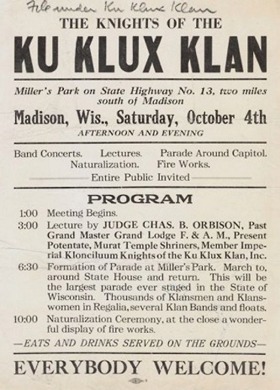 File under Ku Klux Klan
THE KNIGHTS OF THE
KU KLUX KLAN
Miller's Park on State Highway No. 13, two miles
south of Madison
Madison, Wis., Saturday, October 4th
AFTERNOON AND EVENING
Band Concerts. Lectures. Parade Around Capitol.
Naturalization. Fire Works.
Entire Public Invited
PROGRAM
1:00 Meeting Begins.
3:00 Lecture by JUDGE CHAS. B. ORBISON, Past
Grand Master Grand Lodge F. & A. M., Present
Potentate, Murat Temple Shriners, Member Impe-
rial Klonciluum Knights of the Ku Klux Klan, Inc.
6:30 —Formation of Parade at Miller's Park. March to,
around State House and return. This will be
the largest parade ever staged in the State of
Wisconsin. Thousands of Klansmen and Klans-
women in Regalia, several Klan Bands and floats.
10:00 Naturalization Ceremony, at the close a wonder-
ful display of fire works.
—EATS AND DRINKS SERVED ON THE GROUNDS—
EVERYBODY WELCOME!